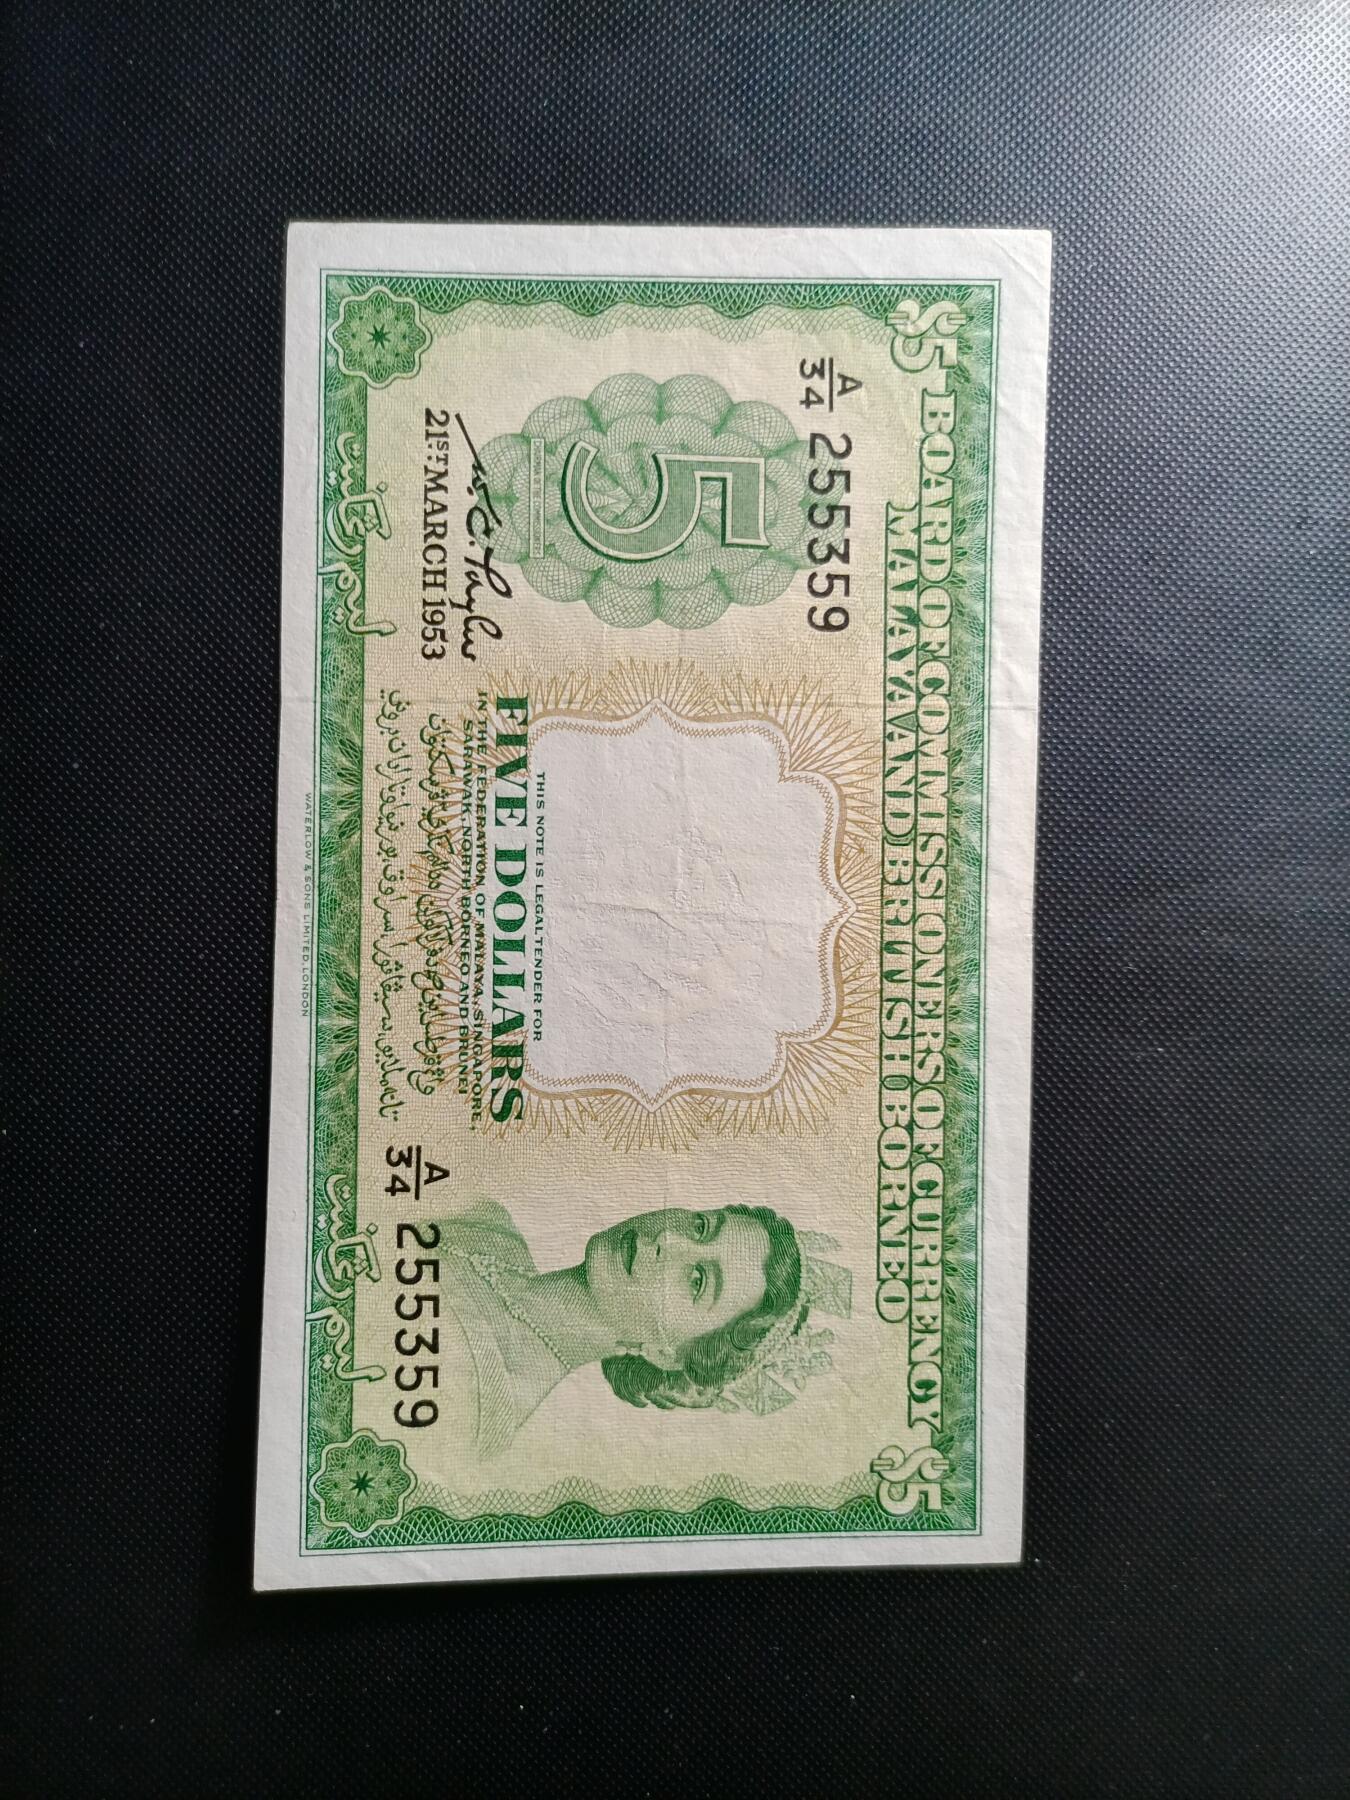 $5 BOARD OF COMMISSIONERS OF CURRENCY $5
MALAYA AND BRITISH BORNEO
A/34 255359
5
THIS NOTE IS LEGAL TENDER FOR
FIVE DOLLARS
IN THE FEDERATION OF MALAYA, SINGAPORE,
SARAWAK, NORTH BORNEO AND BRUNEI
W. C. Taylor
21ST MARCH 1953
A/34 255359
WATERLOW & SONS LIMITED, LONDON